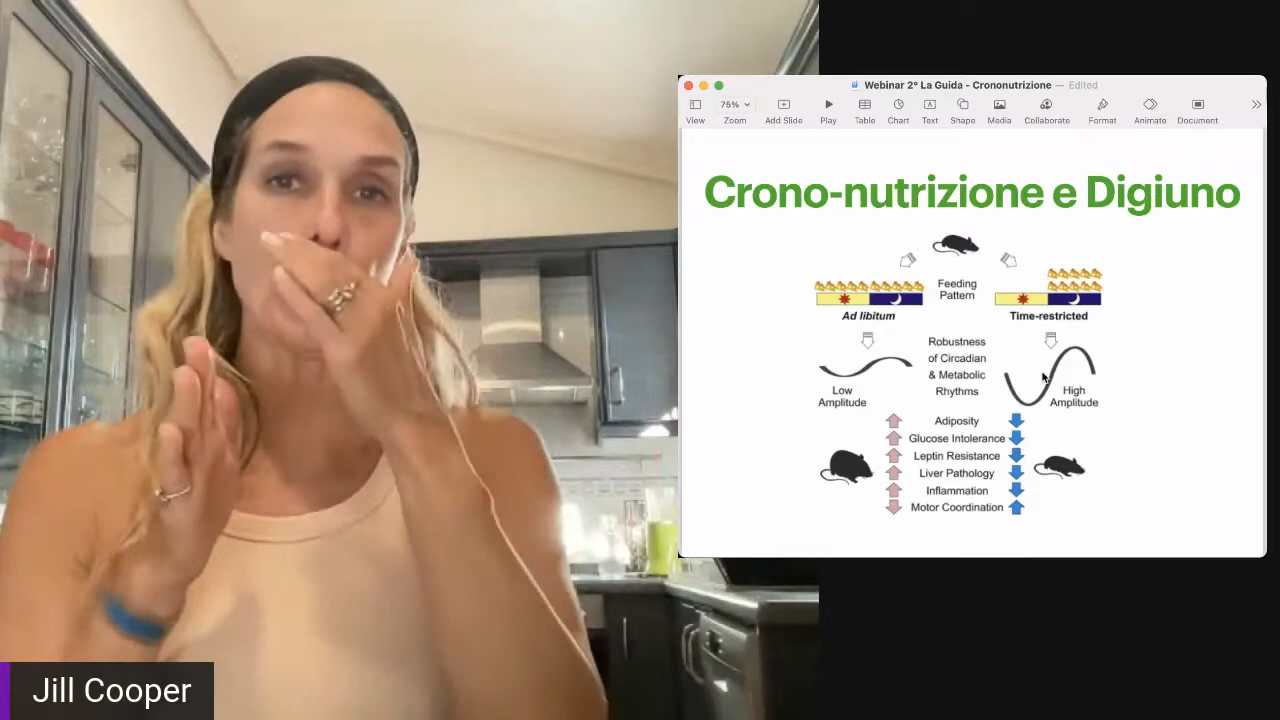 Webinar 2° La Guida - Crononutrizione — Edited
75%
View
Zoom
Add Slide
Play
Table
Chart
Text
Shape
Media
Collaborate
Format
Animate
Document
Crono-nutrizione e Digiuno
Feeding
Pattern
Ad libitum
Time-restricted
Robustness
of Circadian
& Metabolic
Rhythms
Low
Amplitude
High
Amplitude
Adiposity
Glucose Intolerance
Leptin Resistance
Liver Pathology
Inflammation
Motor Coordination
Jill Cooper